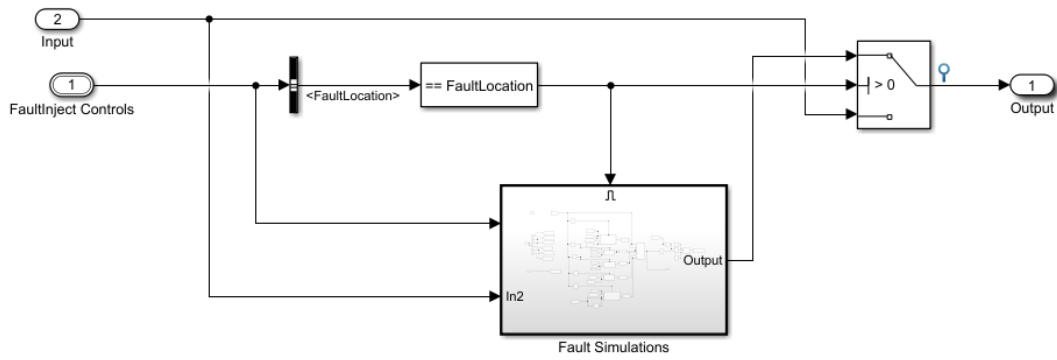 2
Input
1
FaultInject Controls
<FaultLocation>
== FaultLocation
> 0
1
Output
In2
Output
Fault Simulations